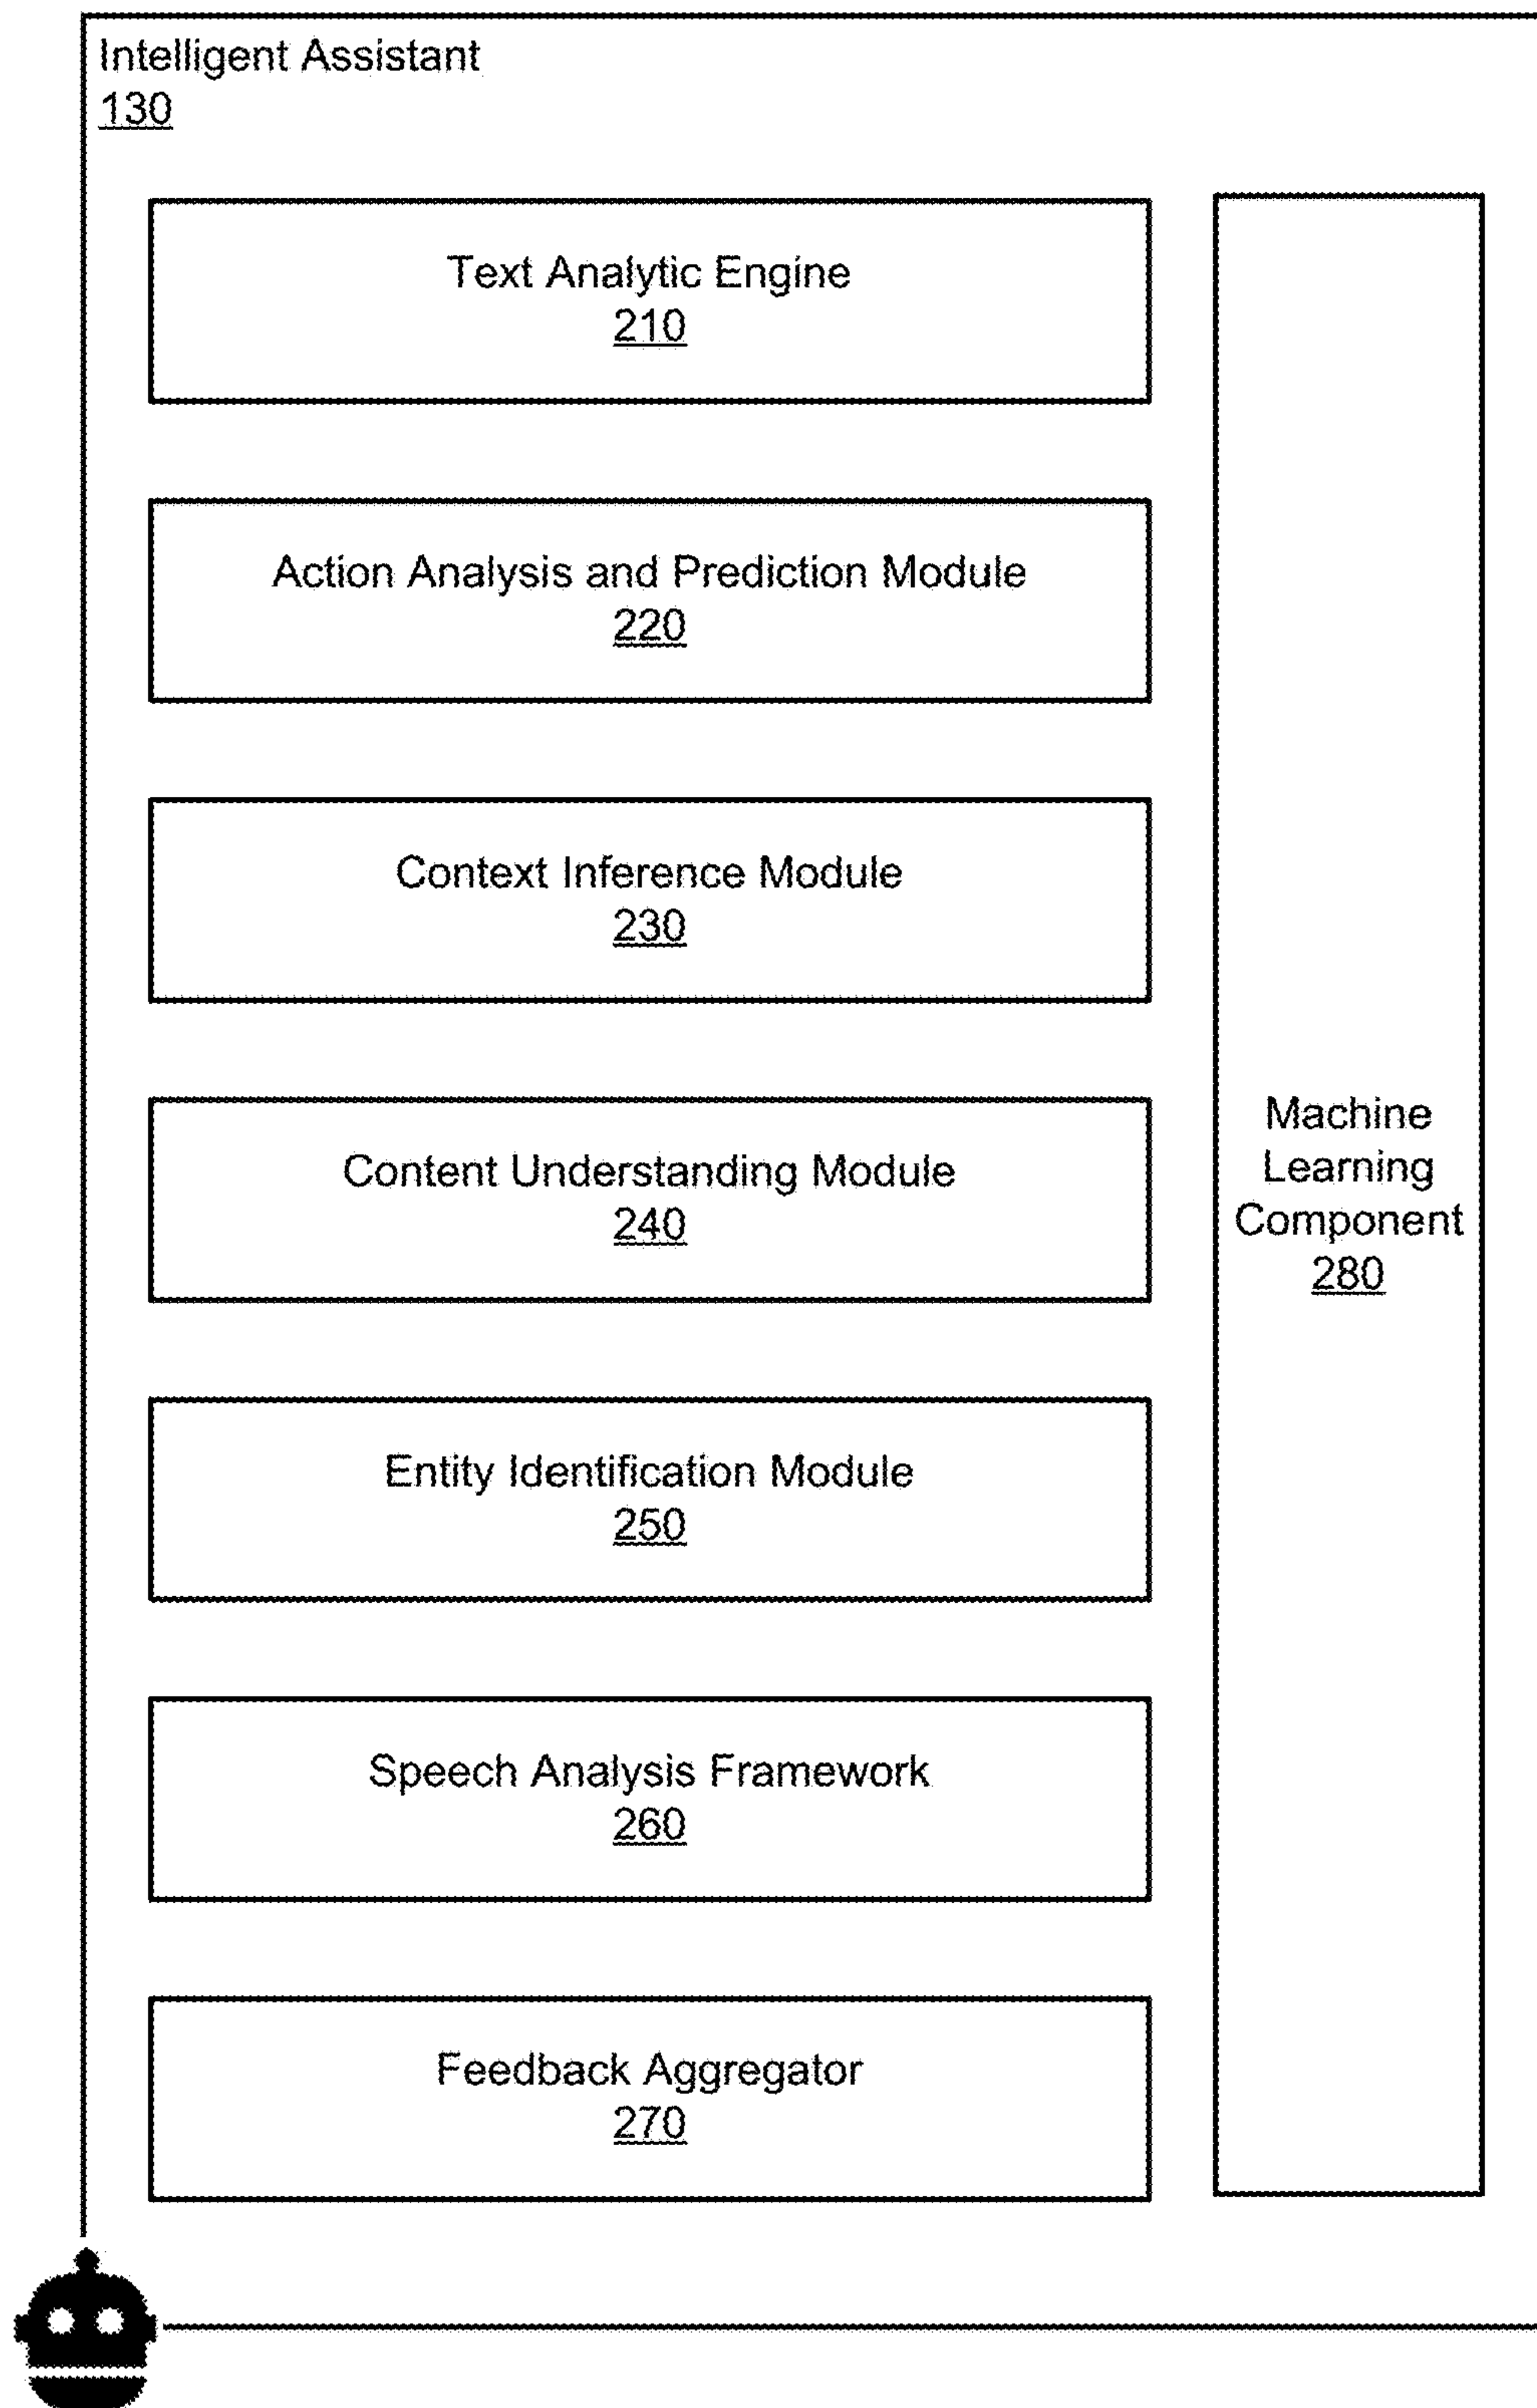 Intelligent Assistant
130
Text Analytic Engine
210
Action Analysis and Prediction Module
220
Context Inference Module
230
Content Understanding Module
240
Entity Identification Module
250
Speech Analysis Framework
260
Feedback Aggregator
270
Machine
Learning
Component
280